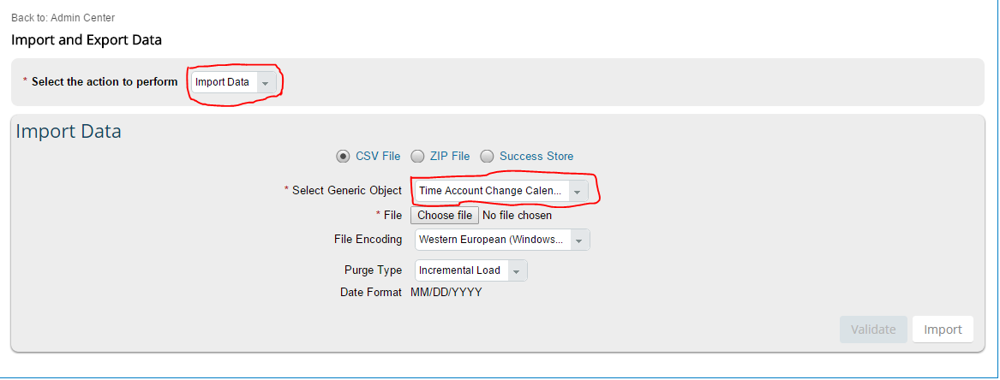 Back to: Admin Center
Import and Export Data
* Select the action to perform Import Data
Import Data
CSV File ZIP File Success Store
* Select Generic Object Time Account Change Calen...
* File Choose file No file chosen
File Encoding Western European (Windows...
Purge Type Incremental Load
Date Format MM/DD/YYYY
Validate Import